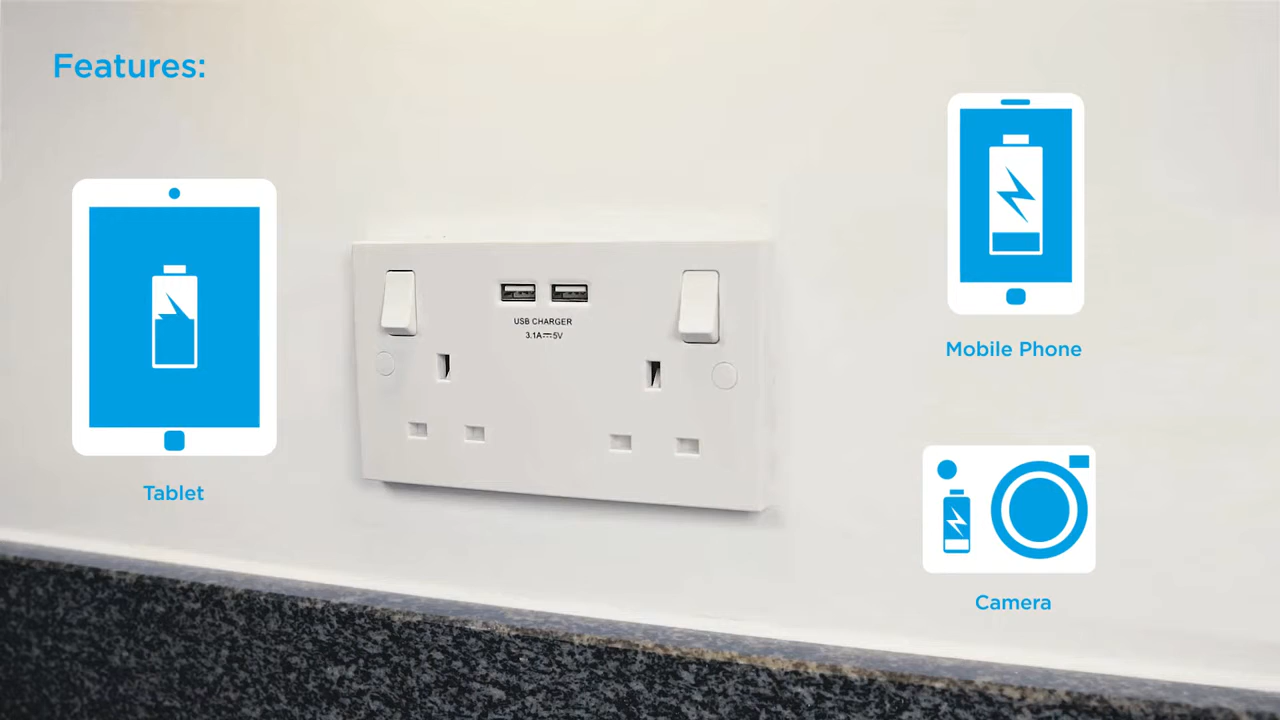 Features:
Tablet
USB CHARGER
3.1A⎓5V
Mobile Phone
Camera